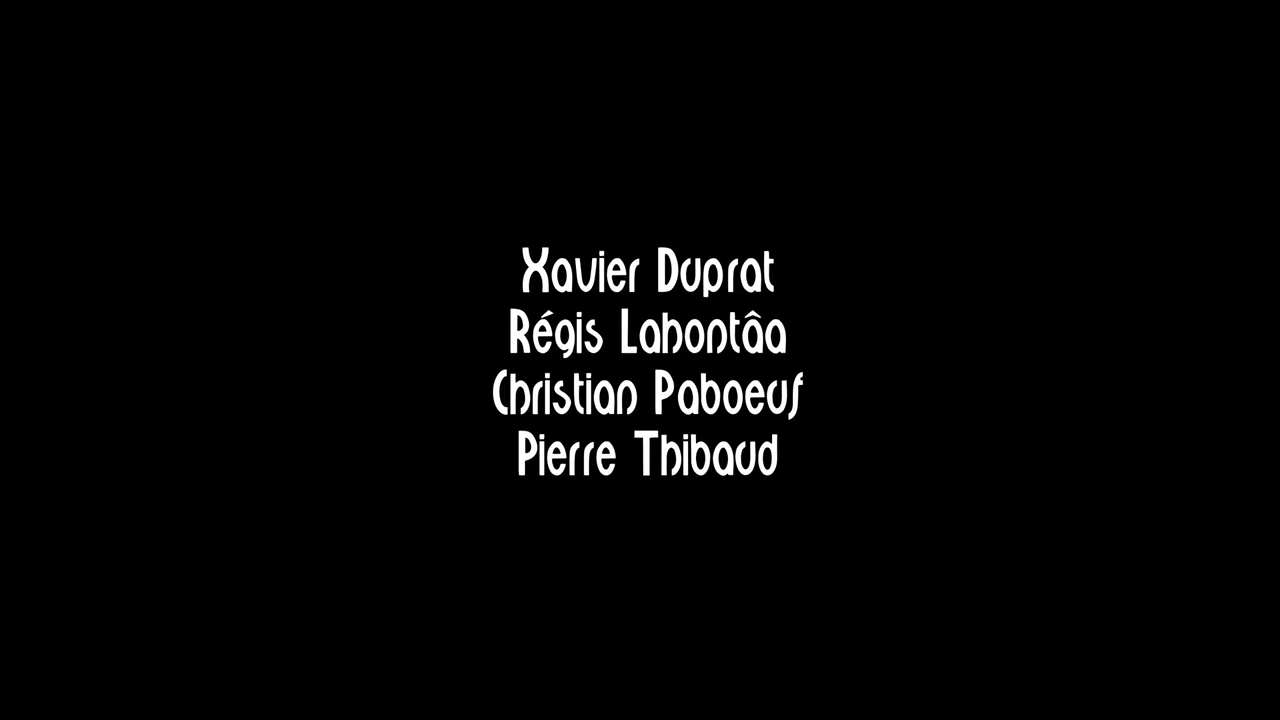 Xavier Duprat
Régis Lahontâa
Christian Paboeuf
Pierre Thibaud